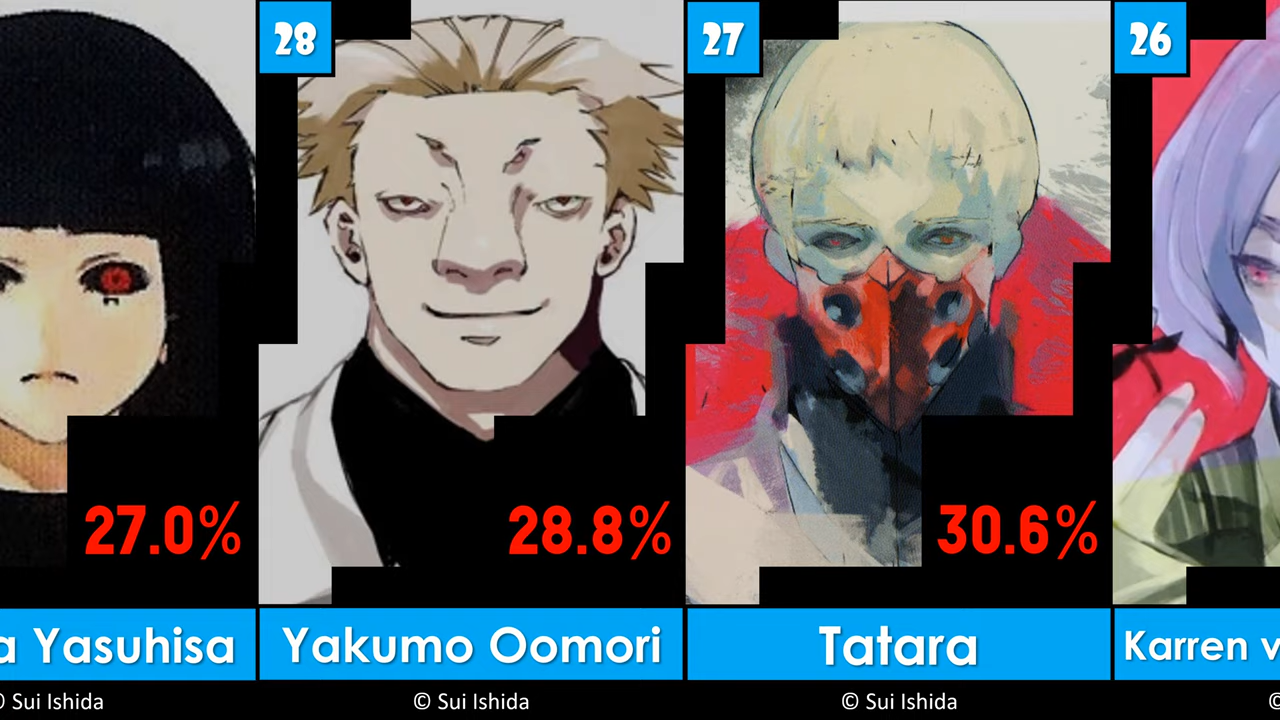 28
27
26
27.0%
28.8%
30.6%
a Yasuhisa
Yakumo Oomori
Tatara
Karren v
© Sui Ishida
© Sui Ishida
© Sui Ishida
©